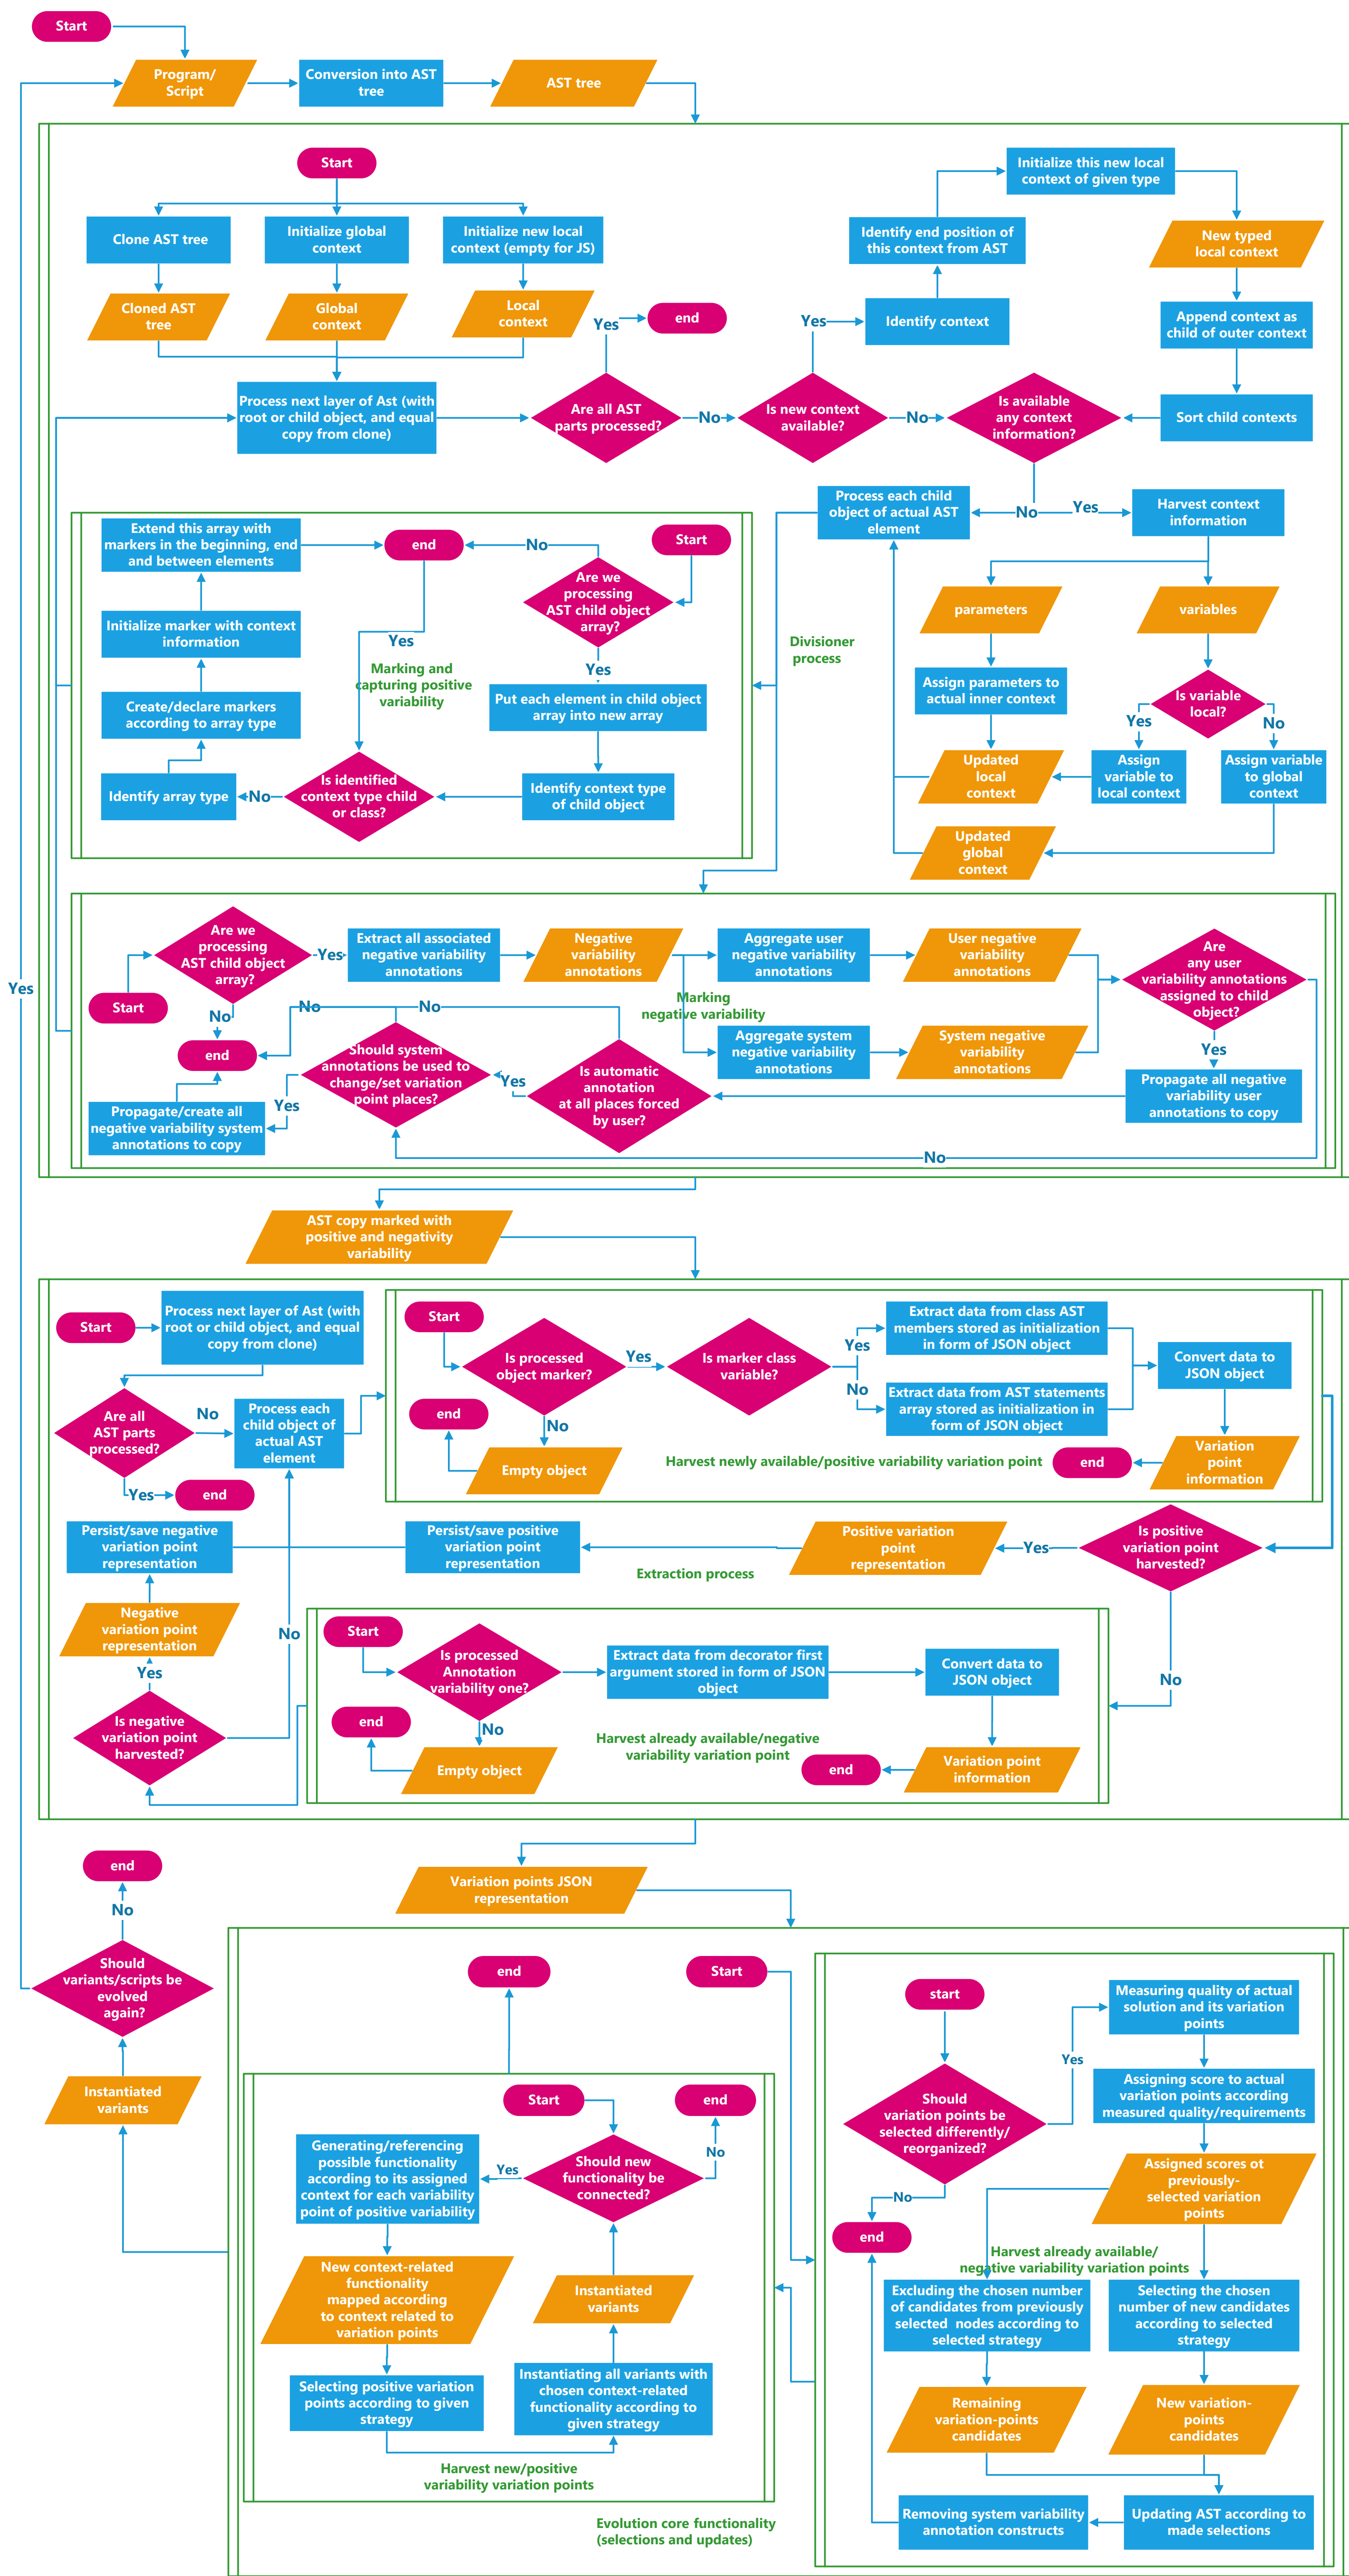 Start
Program/
Script
Conversion into AST
tree
AST tree
Start
Clone AST tree
Initialize global
context
Initialize new local
context (empty for JS)
Cloned AST
tree
Global
context
Local
context
Yes
end
Process next layer of Ast (with
root or child object, and equal
copy from clone)
Are all AST
parts processed?
No
Is new context
available?
Yes
Identify context
Identify end position of
this context from AST
Initialize this new local
context of given type
New typed
local context
Append context as
child of outer context
Sort child contexts
No
Is available
any context
information?
Process each child
object of actual AST
element
No
Yes
Harvest context
information
parameters
variables
Assign parameters to
actual inner context
Is variable
local?
Yes
No
Updated
local
context
Assign
variable to
local context
Assign variable
to global
context
Updated
global
context
Divisioner
process
Extend this array with
markers in the beginning, end
and between elements
end
No
Start
Are we
processing
AST child object
array?
Initialize marker with context
information
Yes
Marking and
capturing positive
variability
Yes
Put each element in child object
array into new array
Create/declare markers
according to array type
Identify array type
No
Is identified
context type child
or class?
Identify context type
of child object
Are we
processing
AST child object
array?
Yes
Extract all associated
negative variability
annotations
Negative
variability
annotations
Aggregate user
negative variability
annotations
User negative
variability
annotations
Are
any user
variability annotations
assigned to child
object?
Start
No
No
No
Marking
negative variability
end
Should system
annotations be used to
change/set variation
point places?
Yes
Is automatic
annotation
at all places forced
by user?
Aggregate system
negative variability
annotations
System negative
variability
annotations
Yes
Propagate all negative
variability user
annotations to copy
Propagate/create all
negative variability system
annotations to copy
Yes
No
Yes
AST copy marked with
positive and negativity
variability
Start
Process next layer of Ast (with
root or child object, and equal
copy from clone)
Are all
AST parts
processed?
No
Process each
child object of
actual AST
element
Yes
end
Start
Is processed
object marker?
Yes
Is marker class
variable?
Yes
No
Extract data from class AST
members stored as initialization
in form of JSON object
Extract data from AST statements
array stored as initialization in
form of JSON object
Convert data to
JSON object
end
No
Empty object
Harvest newly available/positive variability variation point
end
Variation
point
information
Persist/save negative
variation point
representation
Persist/save positive
variation point
representation
Positive variation
point
representation
Yes
Is positive
variation point
harvested?
Extraction process
Negative
variation point
representation
No
Yes
Is negative
variation point
harvested?
Start
Is processed
Annotation
variability one?
Extract data from decorator first
argument stored in form of JSON
object
Convert data to
JSON object
No
end
No
Empty object
Harvest already available/negative
variability variation point
end
Variation point
information
Variation points JSON
representation
end
No
Should
variants/scripts be
evolved
again?
Instantiated
variants
end
Start
Start
end
Generating/referencing
possible functionality
according to its assigned
context for each variability
point of positive variability
Yes
Should new
functionality be
connected?
No
New context-related
functionality
mapped according
to context related to
variation points
Instantiated
variants
Selecting positive variation
points according to given
strategy
Instantiating all variants with
chosen context-related
functionality according to
given strategy
Harvest new/positive
variability variation points
Evolution core functionality
(selections and updates)
start
Measuring quality of actual
solution and its variation
points
Yes
Should
variation points be
selected differently/
reorganized?
Assigning score to actual
variation points according
measured quality/requirements
Assigned scores ot
previously-
selected variation
points
No
end
Harvest already available/
negative variability variation points
Excluding the chosen number
of candidates from previously
selected nodes according to
selected strategy
Selecting the chosen
number of new candidates
according to selected
strategy
Remaining
variation-points
candidates
New variation-
points
candidates
Removing system variability
annotation constructs
Updating AST according to
made selections